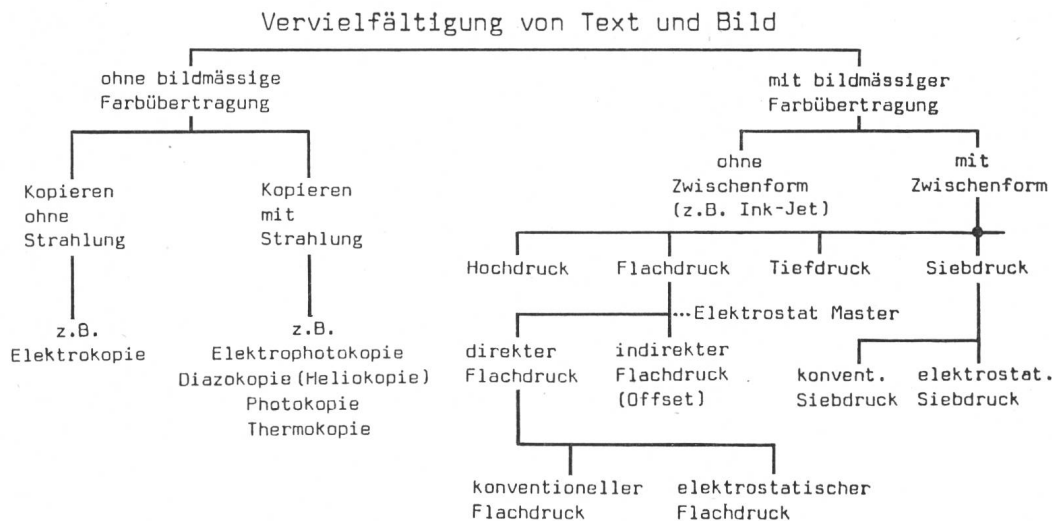 Vervielfältigung von Text und Bild
ohne bildmässige
Farbübertragung
mit bildmässiger
Farbübertragung
Kopieren
ohne
Strahlung
Kopieren
mit
Strahlung
ohne
Zwischenform
(z.B. Ink-Jet)
mit
Zwischenform
Hochdruck
Flachdruck
Tiefdruck
Siebdruck
z.B.
Elektrokopie
z.B.
Elektrophotokopie
Diazokopie (Heliokopie)
Photokopie
Thermokopie
...Elektrostat Master
direkter
Flachdruck
indirekter
Flachdruck
(Offset)
konvent.
Siebdruck
elektrostat.
Siebdruck
konventioneller
Flachdruck
elektrostatischer
Flachdruck